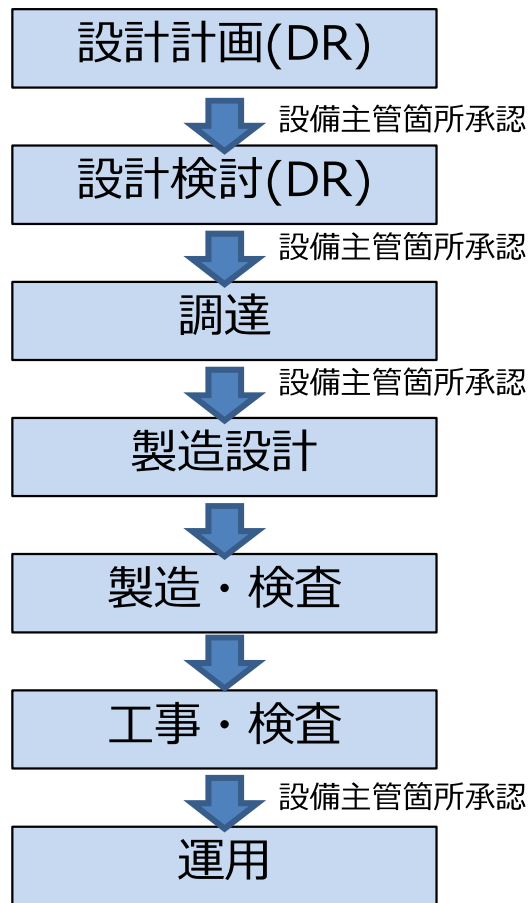 設計計画(DR)
設備主管箇所承認
設計検討(DR)
設備主管箇所承認
調達
設備主管箇所承認
製造設計
製造・検査
工事・検査
設備主管箇所承認
運用